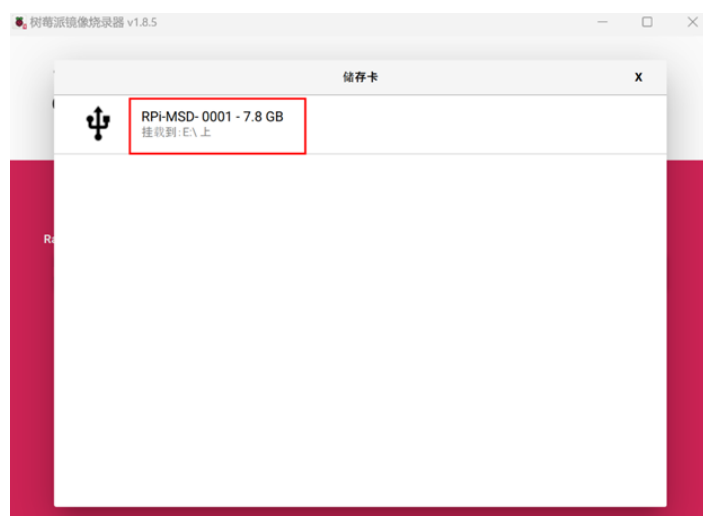 树莓派镜像烧录器 v1.8.5
储存卡
X
RPi-MSD- 0001 - 7.8 GB
挂载到:E:\ 上
Ra